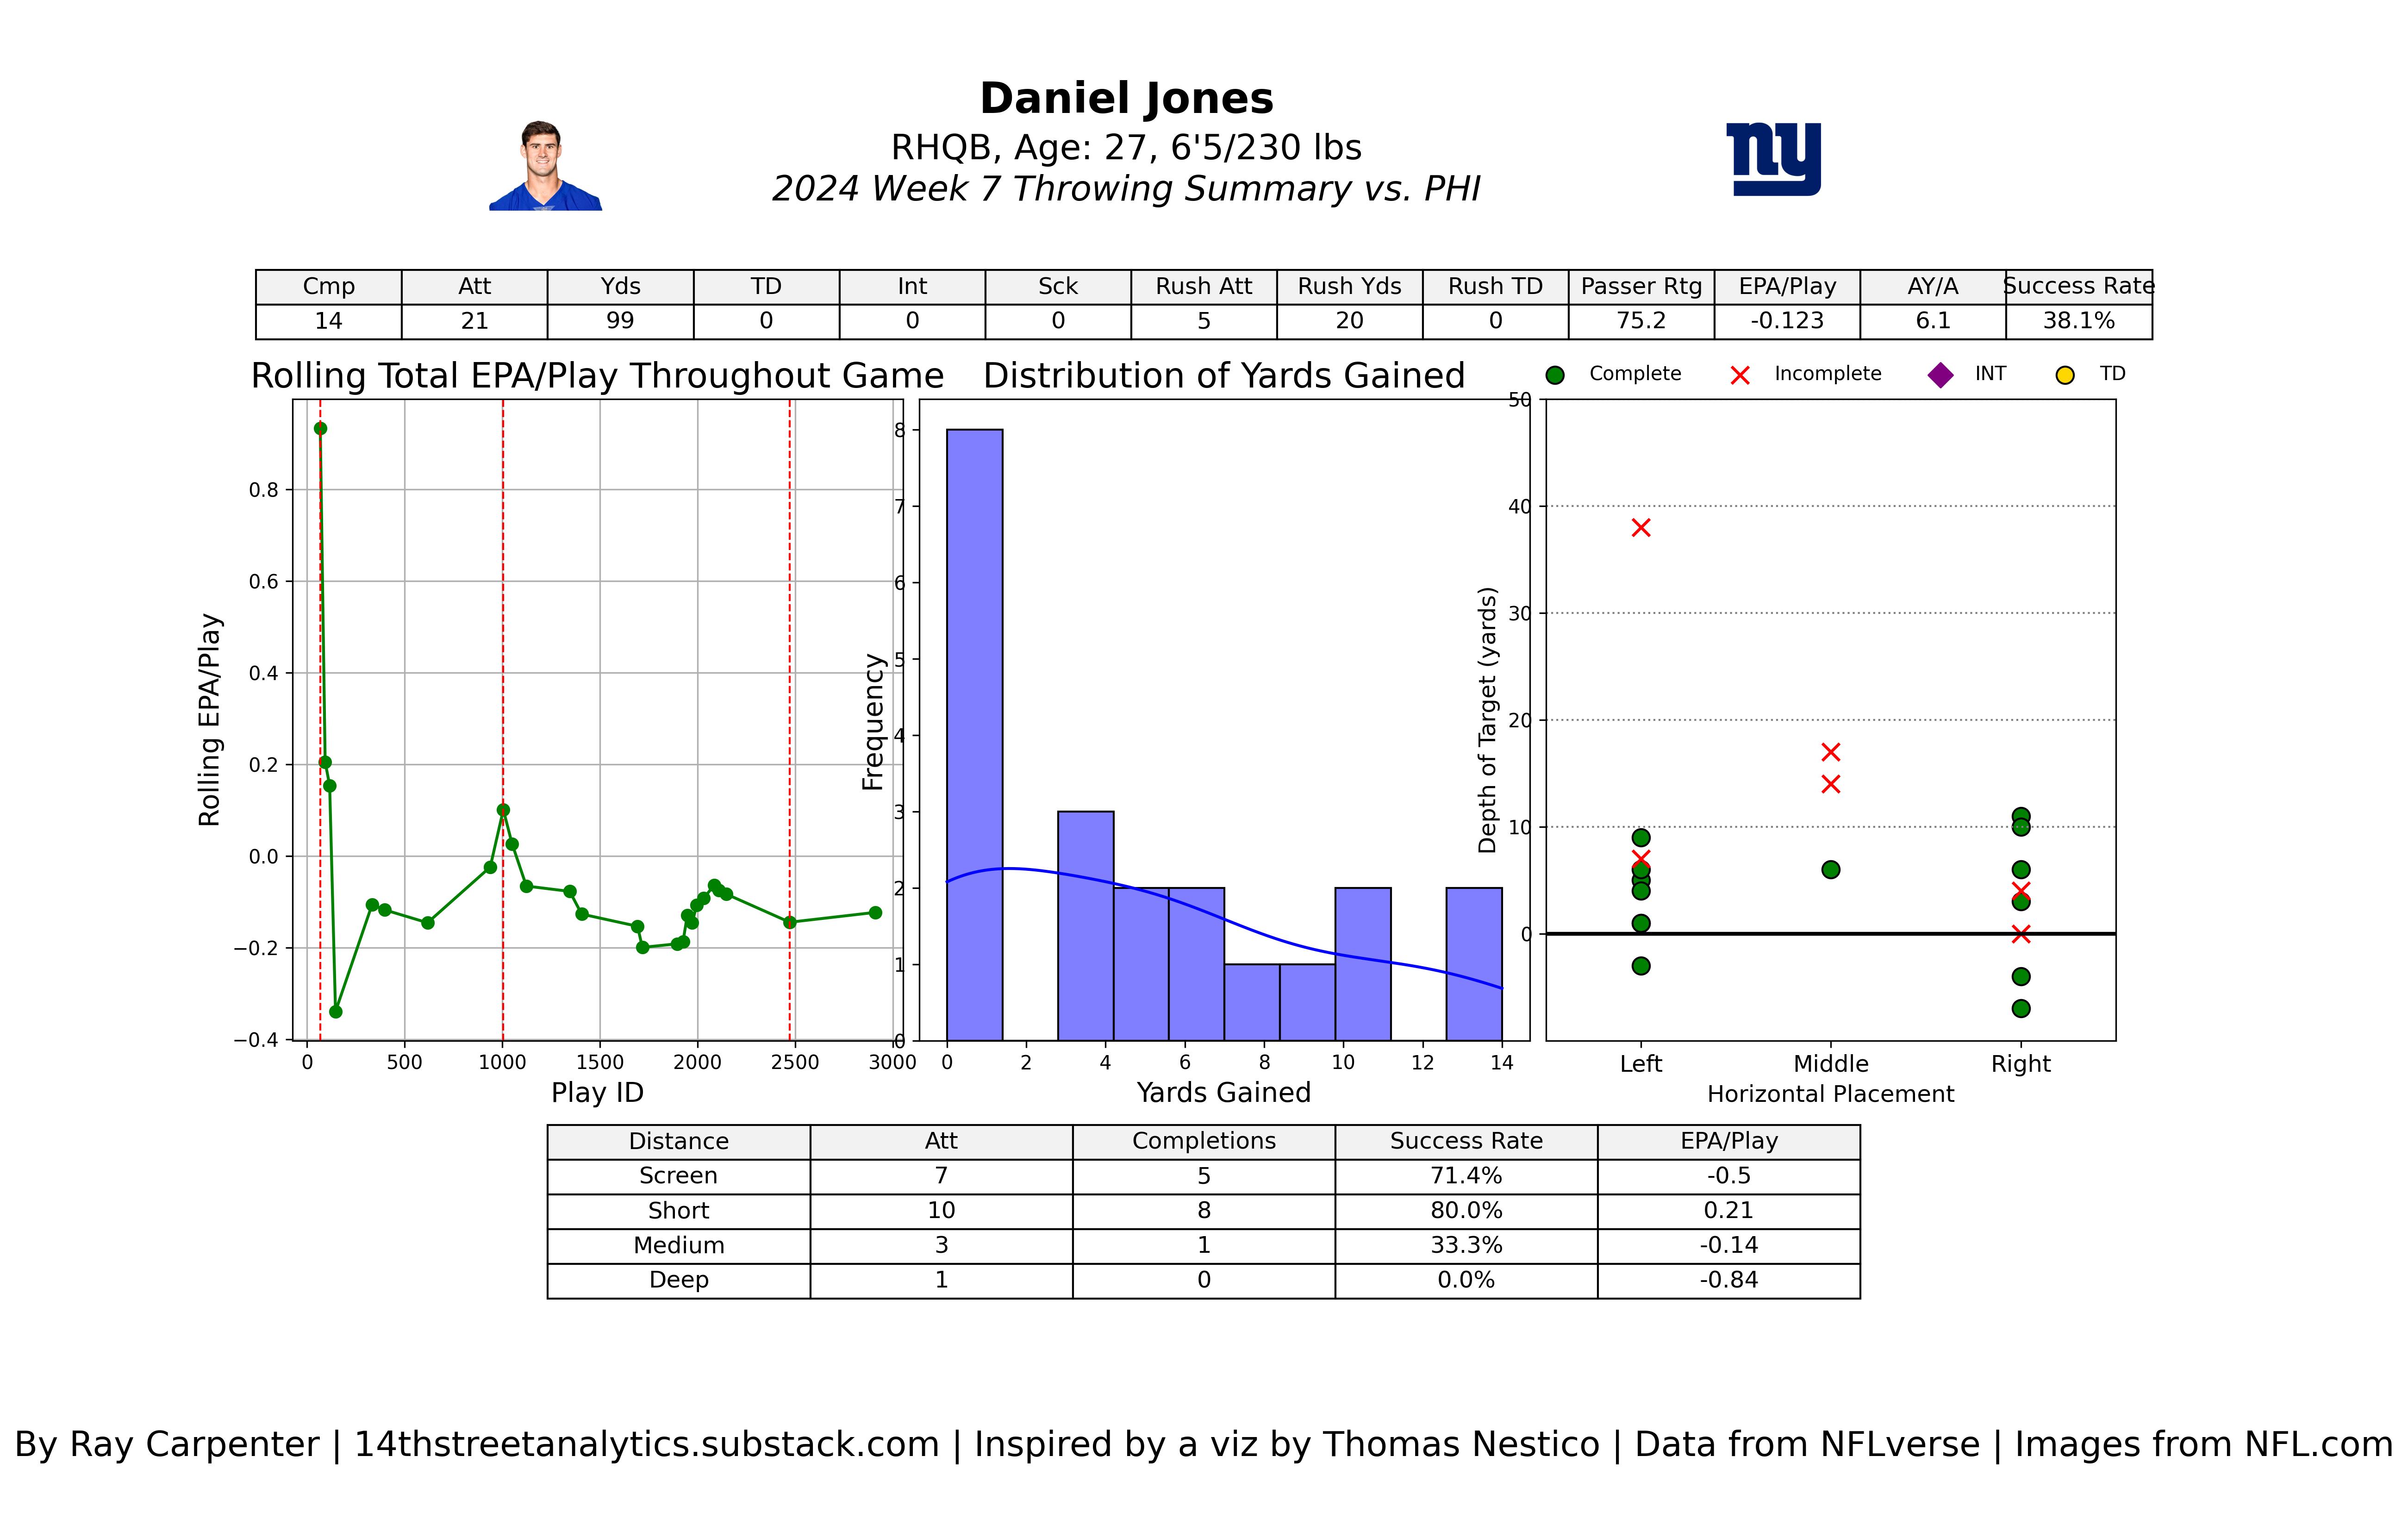 Daniel Jones
RHQB, Age: 27, 6'5/230 lbs
2024 Week 7 Throwing Summary vs. PHI
ny
Cmp Att Yds TD Int Sck Rush Att Rush Yds Rush TD Passer Rtg EPA/Play AY/A Success Rate
14 21 99 0 0 0 5 20 0 75.2 -0.123 6.1 38.1%
Rolling Total EPA/Play Throughout Game
Rolling EPA/Play
0.8
0.6
0.4
0.2
0.0
−0.2
−0.4
0 500 1000 1500 2000 2500 3000
Play ID
Distribution of Yards Gained
Frequency
8
7
6
5
4
3
2
1
0
0 2 4 6 8 10 12 14
Yards Gained
Complete Incomplete INT TD
Depth of Target (yards)
50
40
30
20
10
0
Left Middle Right
Horizontal Placement
Distance Att Completions Success Rate EPA/Play
Screen 7 5 71.4% -0.5
Short 10 8 80.0% 0.21
Medium 3 1 33.3% -0.14
Deep 1 0 0.0% -0.84
By Ray Carpenter | 14thstreetanalytics.substack.com | Inspired by a viz by Thomas Nestico | Data from NFLverse | Images from NFL.com